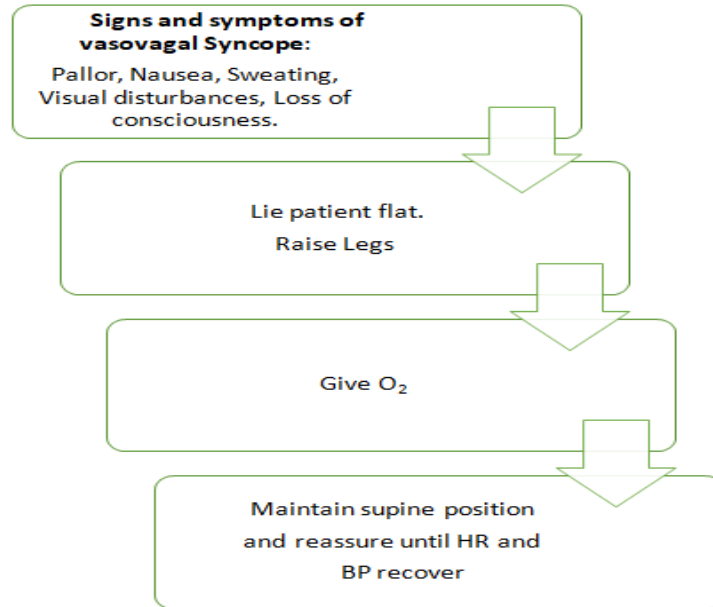 Signs and symptoms of
vasovagal Syncope:
Pallor, Nausea, Sweating,
Visual disturbances, Loss of
consciousness.
Lie patient flat.
Raise Legs
Give O₂
Maintain supine position
and reassure until HR and
BP recover